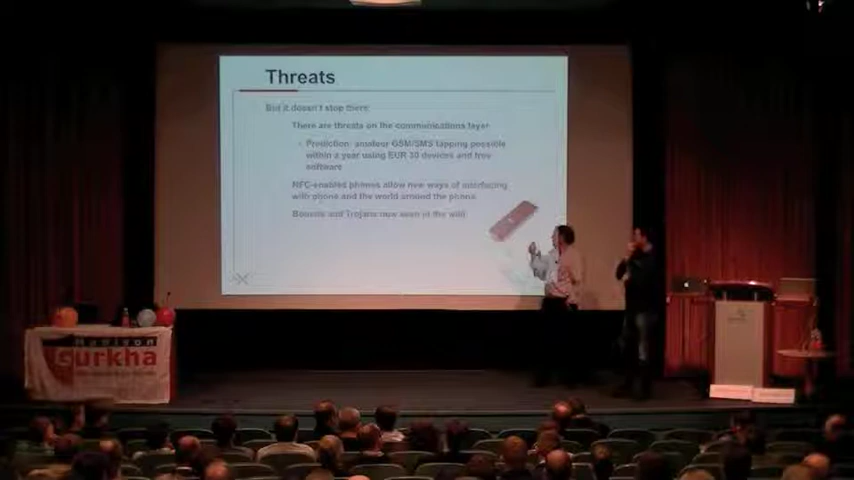 Threats
But it doesn't stop there:
There are threats on the communications layer
Prediction: amateur GSM/SMS tapping possible
within a year using EUR 30 devices and free
software
NFC-enabled phones allow new ways of interfacing
with phone and the world around the phone
Botnets and Trojans now seen in the wild
Madison
Gurkha